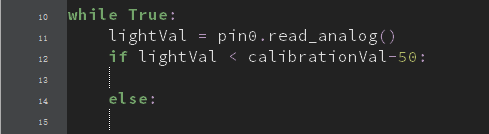 10 while True:
11 lightVal = pin0.read_analog()
12 if lightVal < calibrationVal-50:
13
14 else:
15